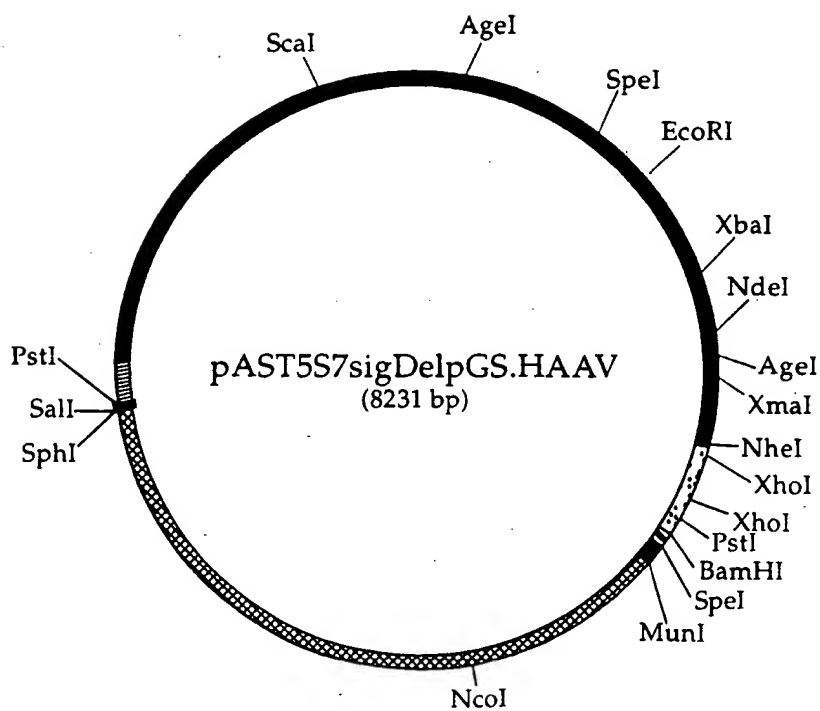 AgeI
ScaI
SpeI
EcoRI
XbaI
NdeI
PstI
pAST5S7sigDelpGS.HAAV
AgeI
(8231 bp)
SalI
XmaI
SphI
NheI
XhoI
XhoI
PstI
BamHI
SpeI
MunI
NcoI